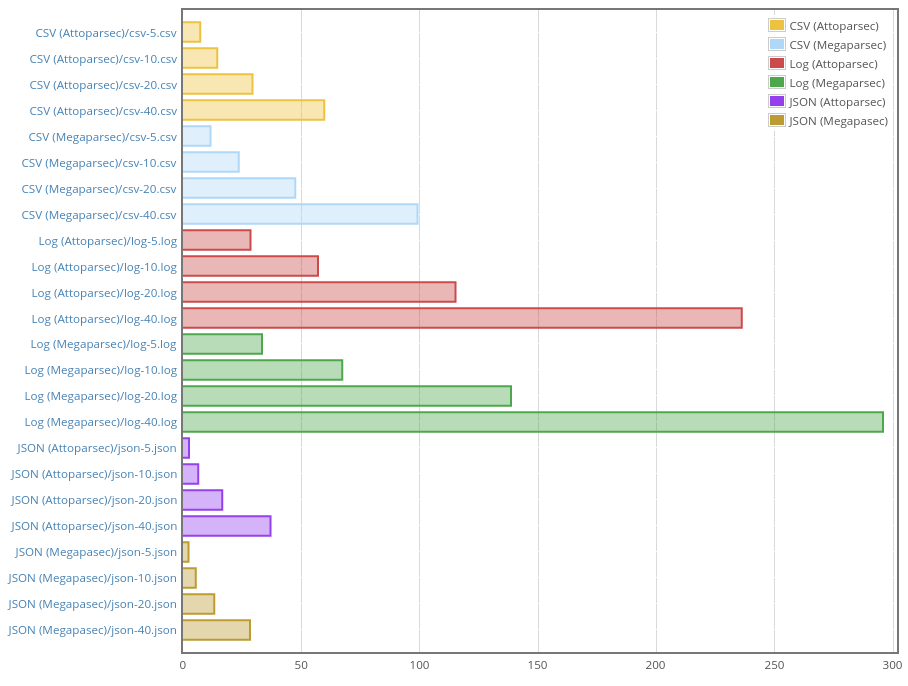 CSV (Attoparsec)/csv-5.csv
CSV (Attoparsec)/csv-10.csv
CSV (Attoparsec)/csv-20.csv
CSV (Attoparsec)/csv-40.csv
CSV (Megaparsec)/csv-5.csv
CSV (Megaparsec)/csv-10.csv
CSV (Megaparsec)/csv-20.csv
CSV (Megaparsec)/csv-40.csv
Log (Attoparsec)/log-5.log
Log (Attoparsec)/log-10.log
Log (Attoparsec)/log-20.log
Log (Attoparsec)/log-40.log
Log (Megaparsec)/log-5.log
Log (Megaparsec)/log-10.log
Log (Megaparsec)/log-20.log
Log (Megaparsec)/log-40.log
JSON (Attoparsec)/json-5.json
JSON (Attoparsec)/json-10.json
JSON (Attoparsec)/json-20.json
JSON (Attoparsec)/json-40.json
JSON (Megapasec)/json-5.json
JSON (Megapasec)/json-10.json
JSON (Megapasec)/json-20.json
JSON (Megapasec)/json-40.json
CSV (Attoparsec)
CSV (Megaparsec)
Log (Attoparsec)
Log (Megaparsec)
JSON (Attoparsec)
JSON (Megapasec)
0 50 100 150 200 250 300